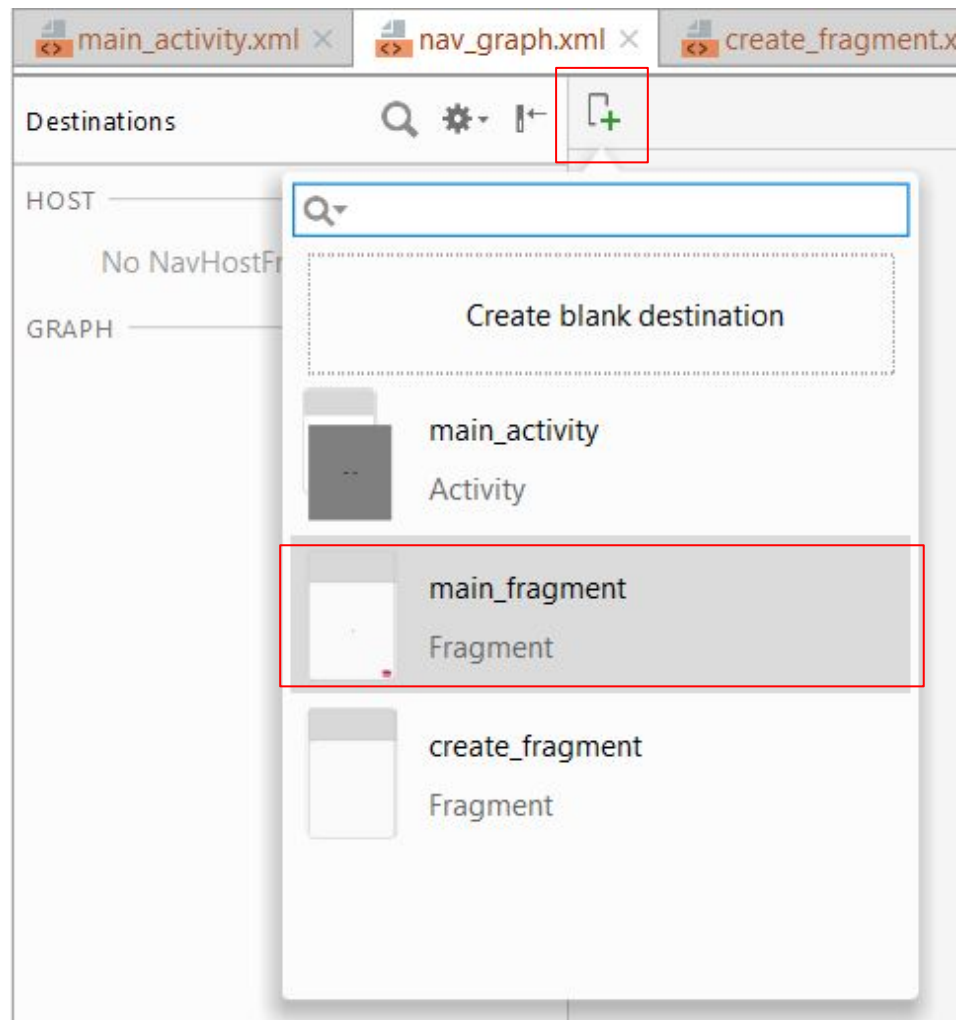 main_activity.xml
nav_graph.xml
create_fragment.x
Destinations
HOST
No NavHostFr
GRAPH
Create blank destination
main_activity
Activity
main_fragment
Fragment
create_fragment
Fragment